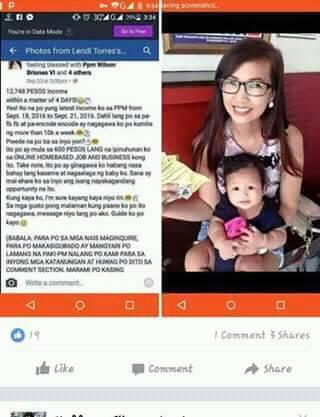 saving screenshot...
3G 4G 29% 3:34
You're in Data Mode
Go to Free
Photos from Lendi Torres's...
feeling blessed with Ppm Wilson
Briones VI and 4 others.
Sep 23 at 2:00pm
12,748 PESOS income
within a matter of 4 DAYS!
Yes! Ito na po yung latest income ko sa PPM from
Sept. 18, 2016 to Sept. 21, 2016. Dahil lang po sa pa-
fb fb at pa-encode encode ay nagagawa ko po kumita
ng more than 10k a week.
Pwede na po ba sa inyo yon?
Ito po ay mula sa 600 PESOS LANG na ipinuhunan
ko sa ONLINE HOMEBASED JOB AND BUSINESS kong
ito. Take note, ito po ay ginagawa ko habang nasa
bahay lang kasama at nagaalaga ng baby ko. Sana ay
mai-share ko sa inyo ang isang napakagandang
opportunity na ito.
Kung kaya ko, I'm sure kayang kaya niyo rin
Sa mga gusto pong malaman kung paano ko po ito
nagagawa, message niyo lang po ako. Guide ko po
kayo
(BABALA: PARA PO SA MGA NAIS MAGINQUIRE,
PARA PO MAKASIGURADO AY MANGYARI PO
LAMANG NA PAKI-PM NALANG PO KAMI PARA SA
INYONG MGA KATANUNGAN AT HUWAG PO DITO SA
COMMENT SECTION. MARAMI PO KASING
Write a comment...
19
1 Comment 3 Shares
Like
Comment
Share